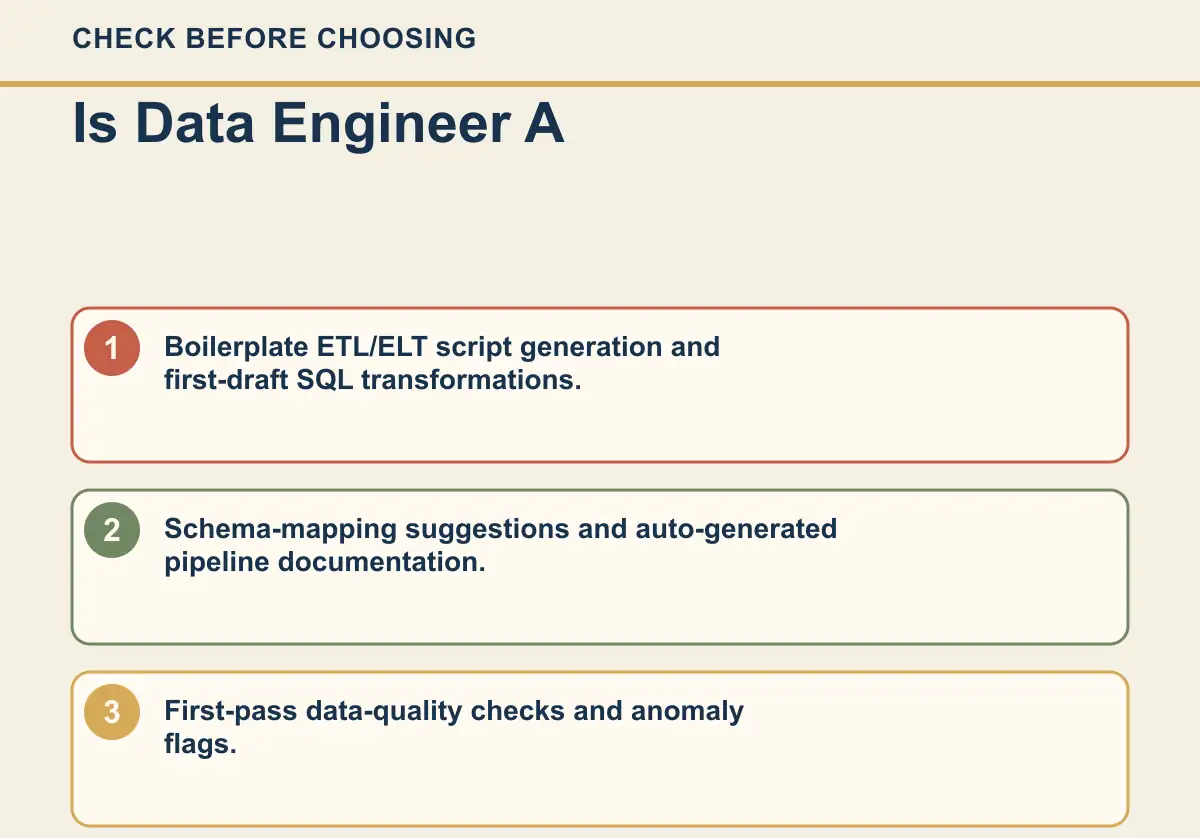 CHECK BEFORE CHOOSING
Is Data Engineer A
1
Boilerplate ETL/ELT script generation and
first-draft SQL transformations.
2
Schema-mapping suggestions and auto-generated
pipeline documentation.
3
First-pass data-quality checks and anomaly
flags.